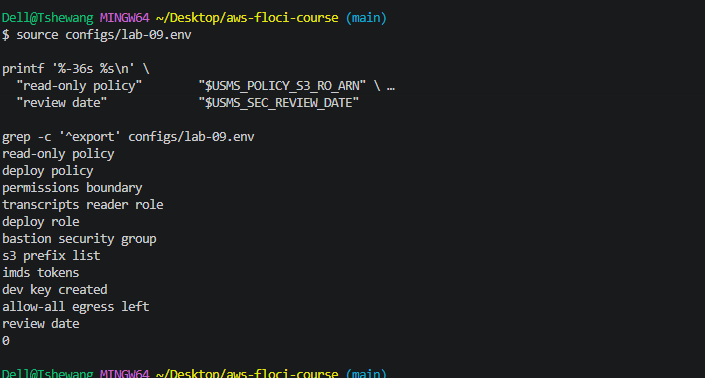 Dell@Tshewang MINGW64 ~/Desktop/aws-floci-course (main)
$ source configs/lab-09.env
printf '%-36s %s\n' \
"read-only policy" "$USMS_POLICY_S3_RO_ARN" \ …
"review date" "$USMS_SEC_REVIEW_DATE"
grep -c '^export' configs/lab-09.env
read-only policy
deploy policy
permissions boundary
transcripts reader role
deploy role
bastion security group
s3 prefix list
imds tokens
dev key created
allow-all egress left
review date
0
Dell@Tshewang MINGW64 ~/Desktop/aws-floci-course (main)